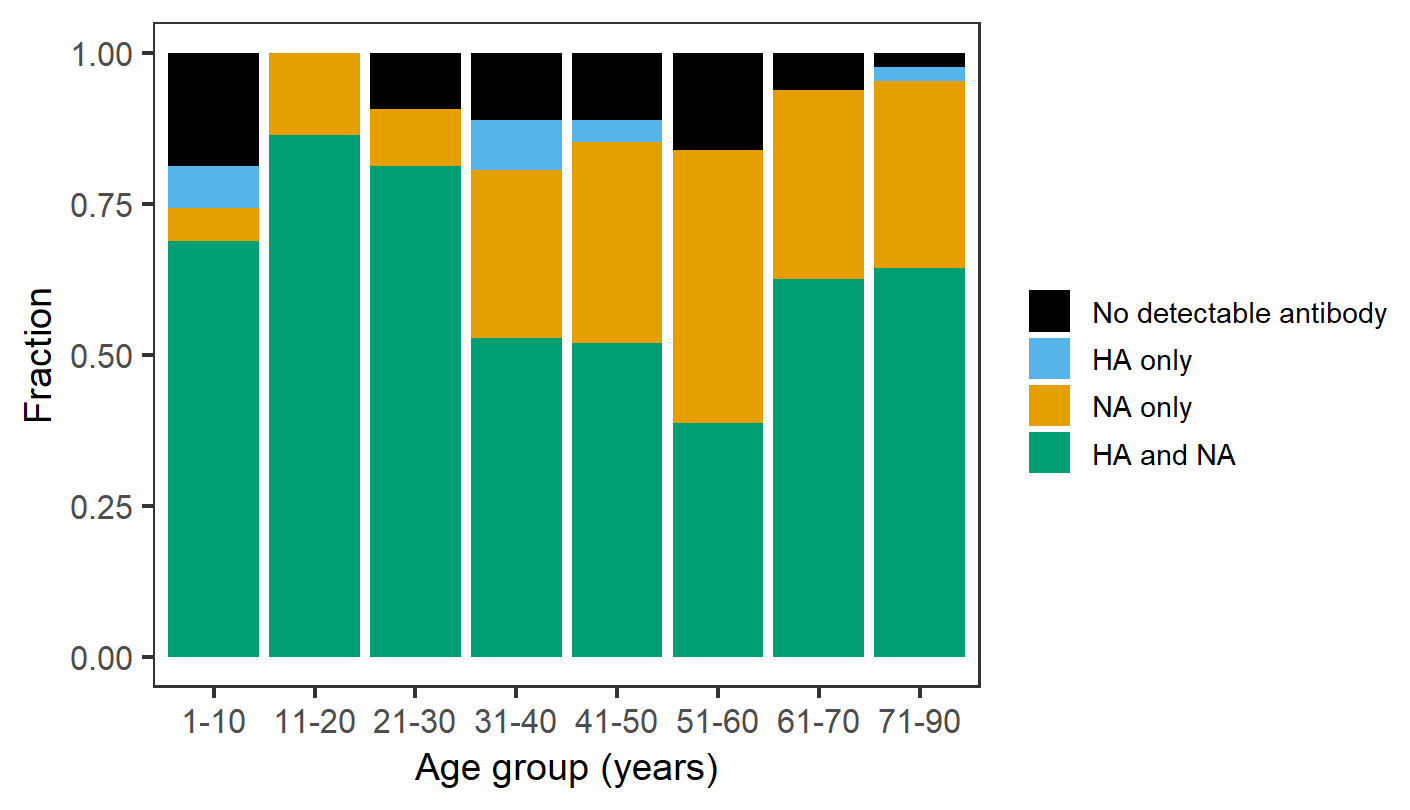 1.00
0.75
0.50
0.25
0.00
Fraction
1-10 11-20 21-30 31-40 41-50 51-60 61-70 71-90
Age group (years)
No detectable antibody
HA only
NA only
HA and NA